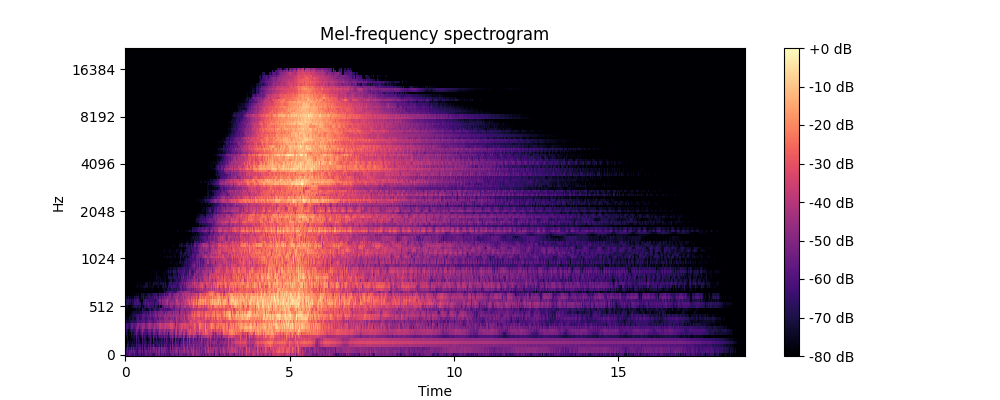 Mel-frequency spectrogram
Hz
16384
8192
4096
2048
1024
512
0
0 5 10 15
Time
+0 dB
-10 dB
-20 dB
-30 dB
-40 dB
-50 dB
-60 dB
-70 dB
-80 dB